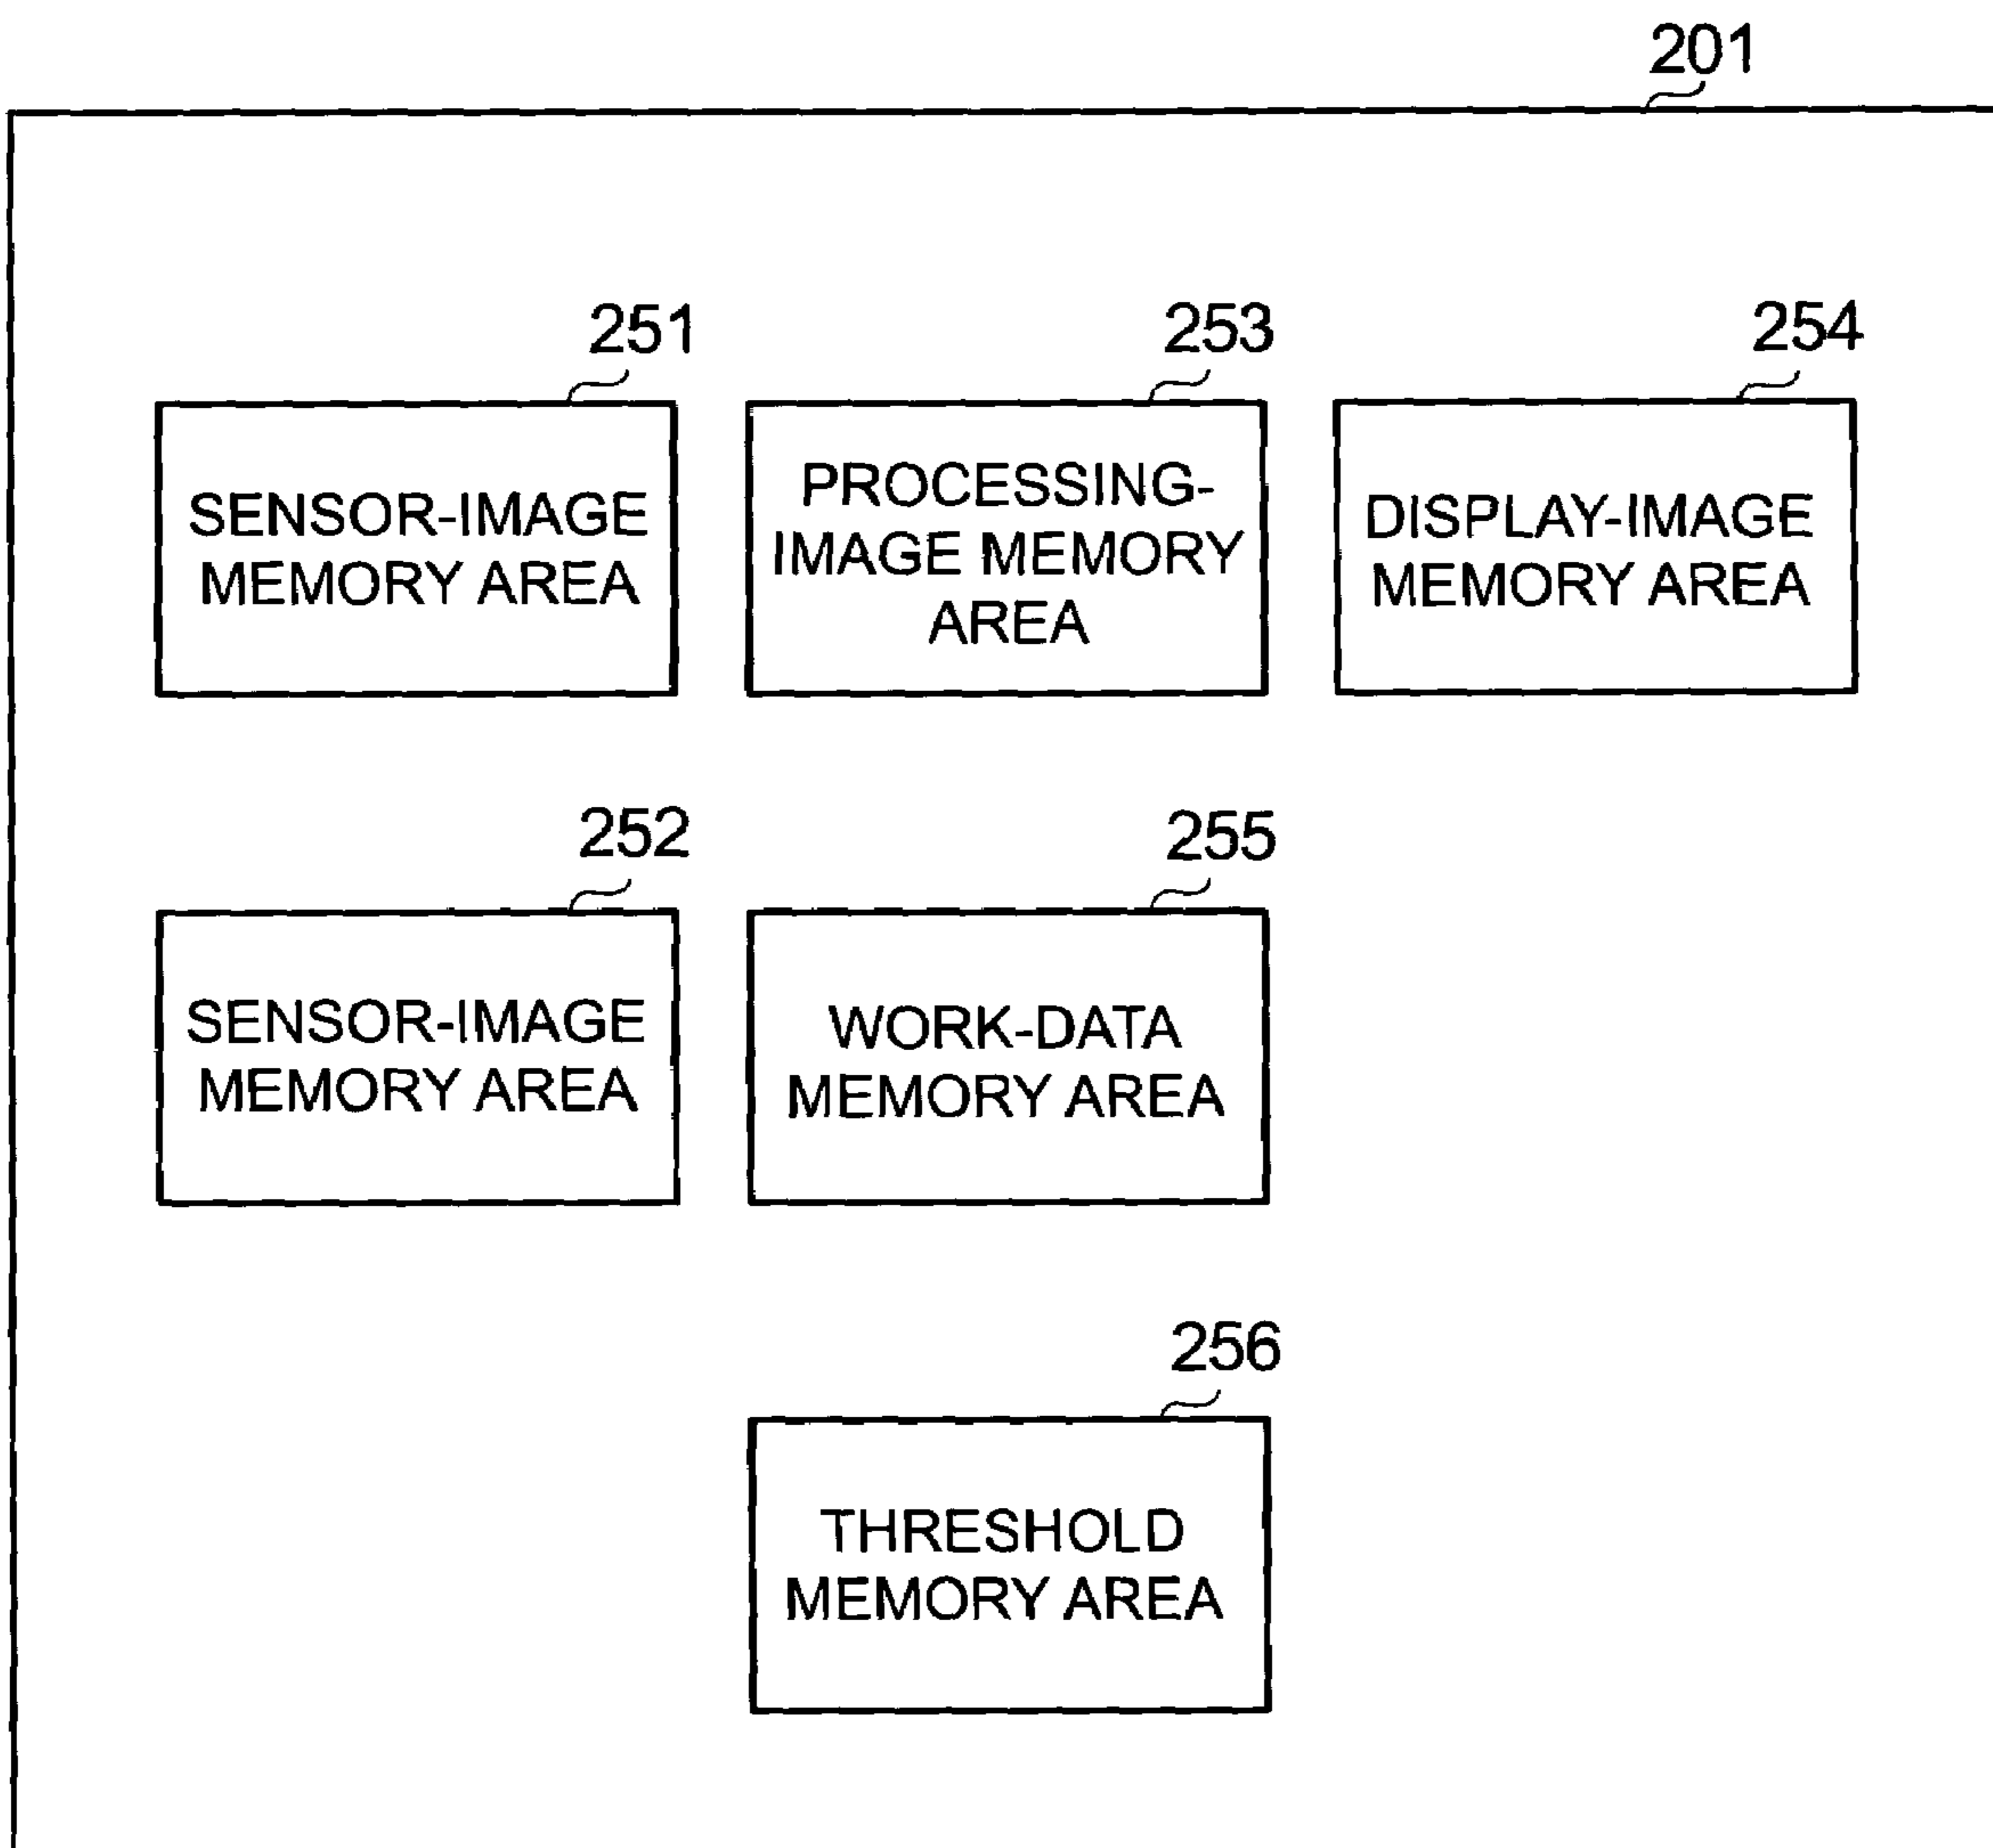 201
251
SENSOR-IMAGE
MEMORY AREA
253
PROCESSING-
IMAGE MEMORY
AREA
254
DISPLAY-IMAGE
MEMORY AREA
252
SENSOR-IMAGE
MEMORY AREA
255
WORK-DATA
MEMORY AREA
256
THRESHOLD
MEMORY AREA